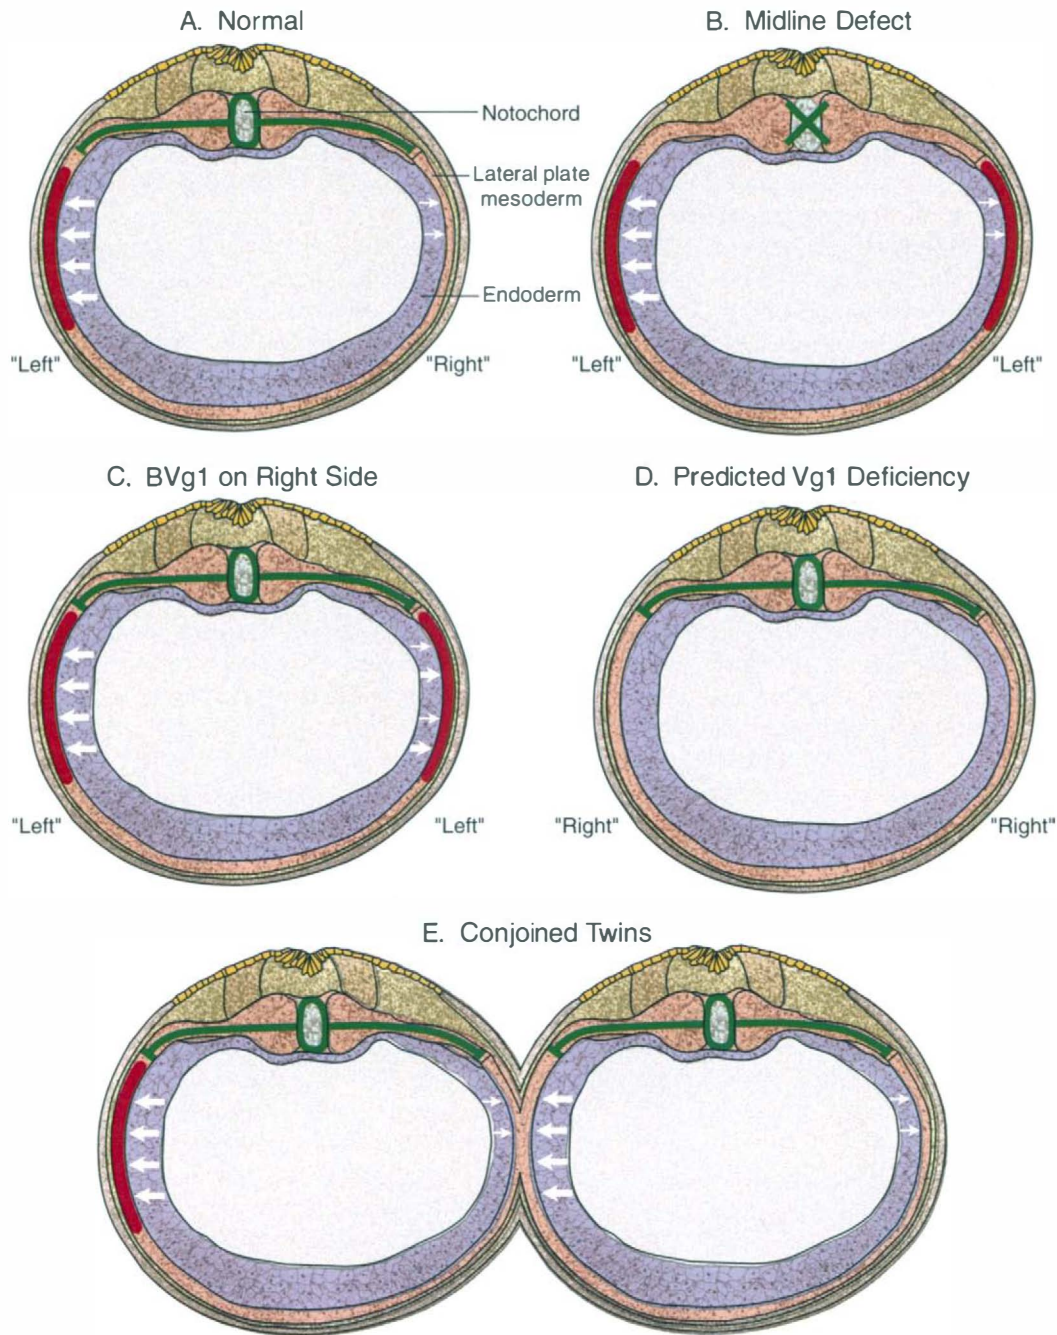 A. Normal
B. Midline Defect
Notochord
Lateral plate
mesoderm
Endoderm
"Left"
"Right"
"Left"
"Left"
C. BVg1 on Right Side
D. Predicted Vg1 Deficiency
"Left"
"Left"
"Right"
"Right"
E. Conjoined Twins